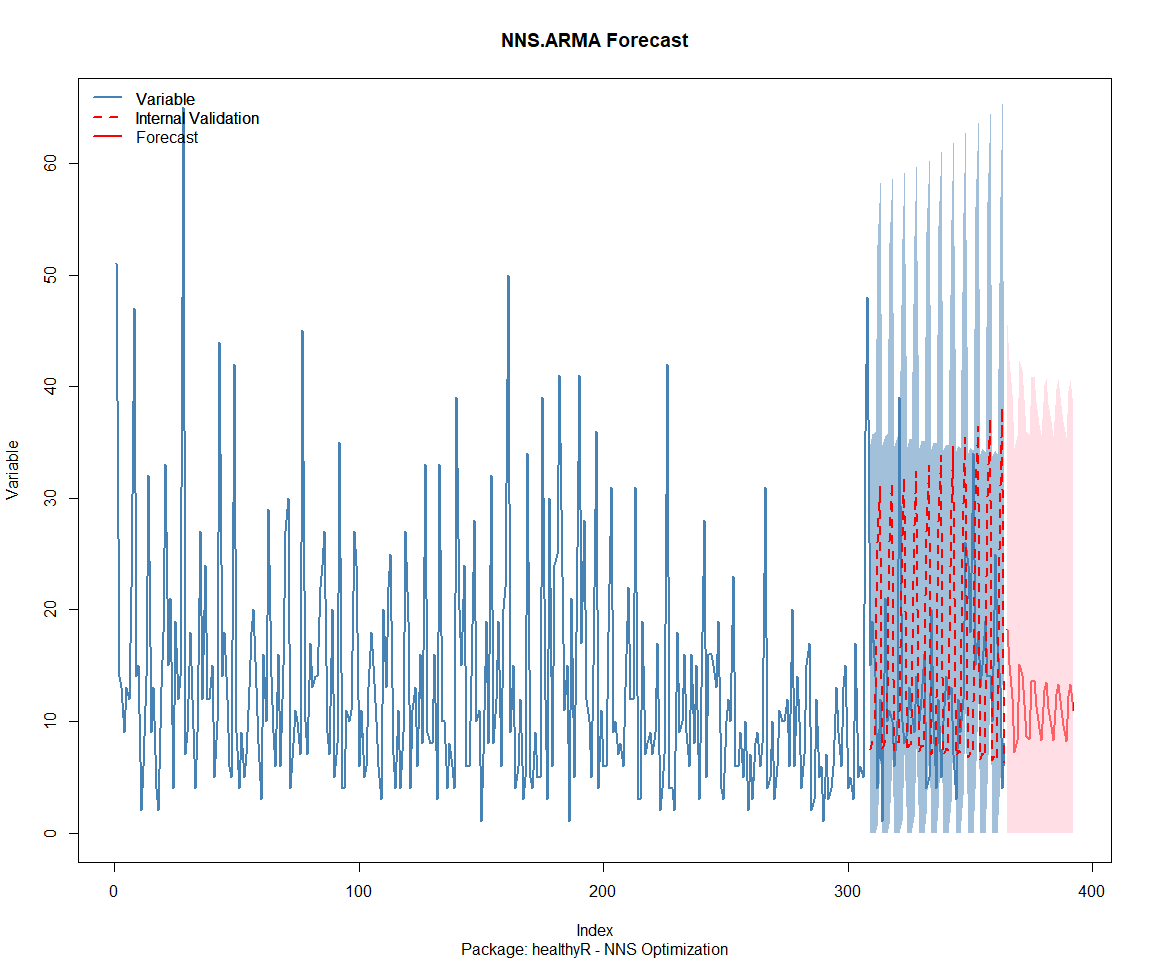 NNS.ARMA Forecast
Variable
Internal Validation
Forecast
Variable
60
50
40
30
20
10
0
0
100
200
300
400
Index
Package: healthyR - NNS Optimization